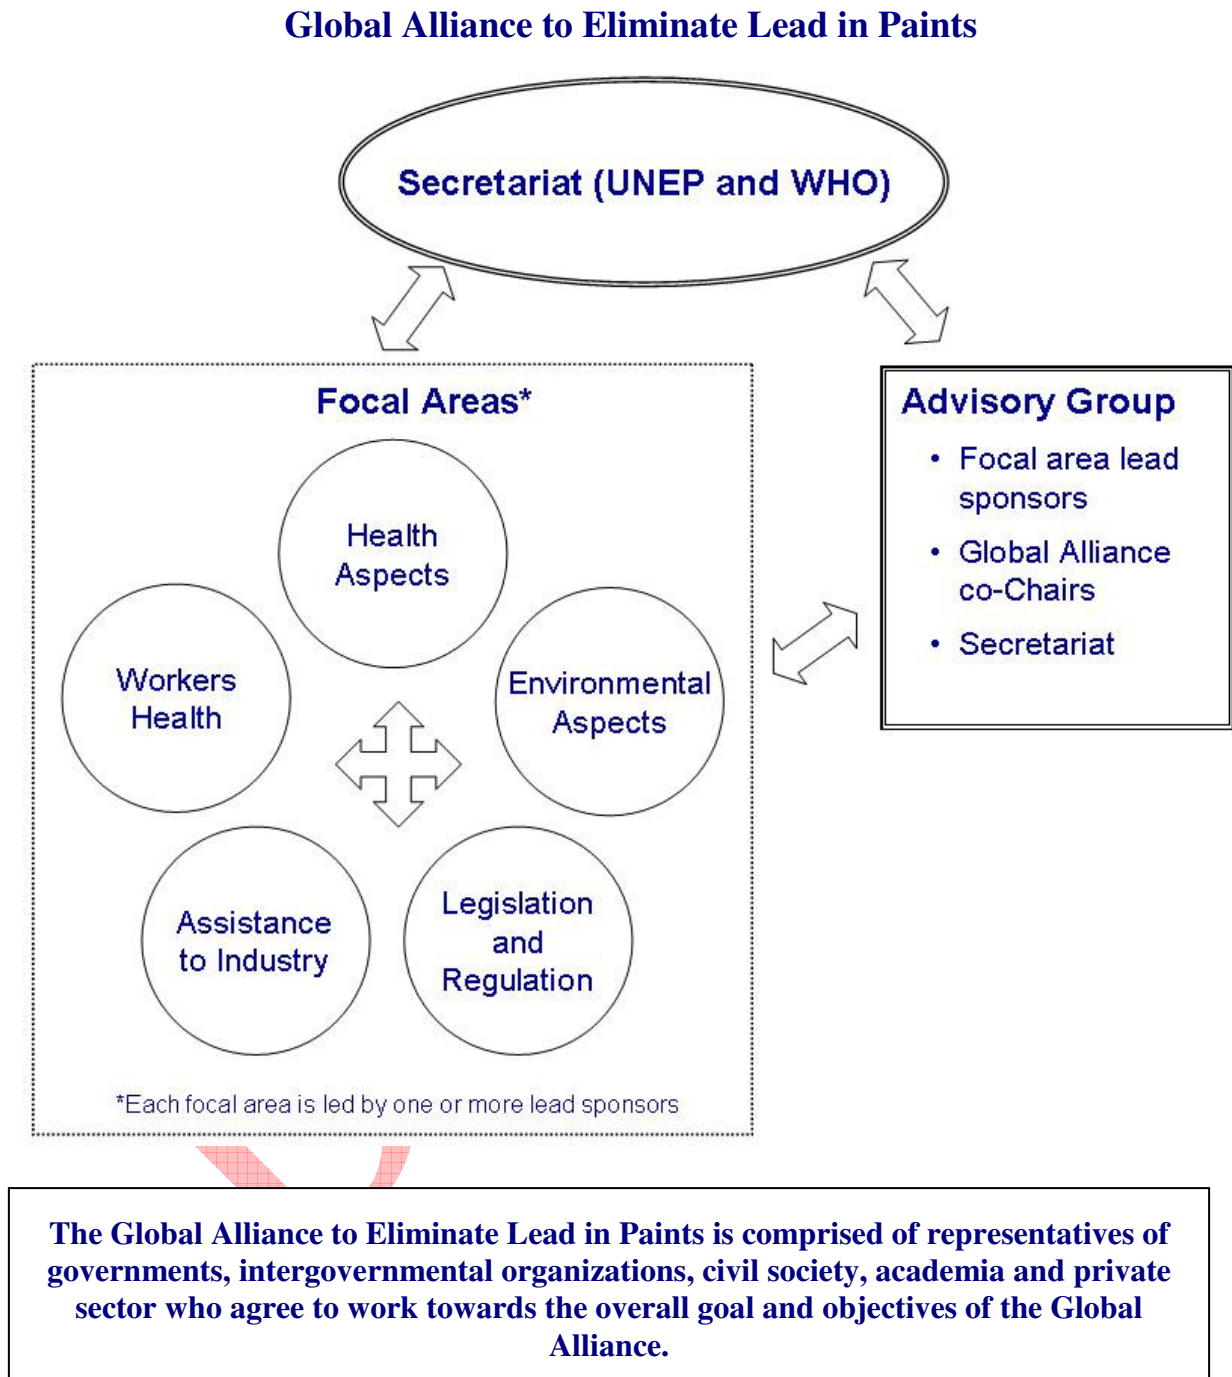 Global Alliance to Eliminate Lead in Paints
Secretariat (UNEP and WHO)
Focal Areas*
Health
Aspects
Workers
Health
Environmental
Aspects
Assistance
to Industry
Legislation
and
Regulation
*Each focal area is led by one or more lead sponsors
Advisory Group
• Focal area lead
sponsors
• Global Alliance
co-Chairs
• Secretariat
The Global Alliance to Eliminate Lead in Paints is comprised of representatives of
governments, intergovernmental organizations, civil society, academia and private
sector who agree to work towards the overall goal and objectives of the Global
Alliance.